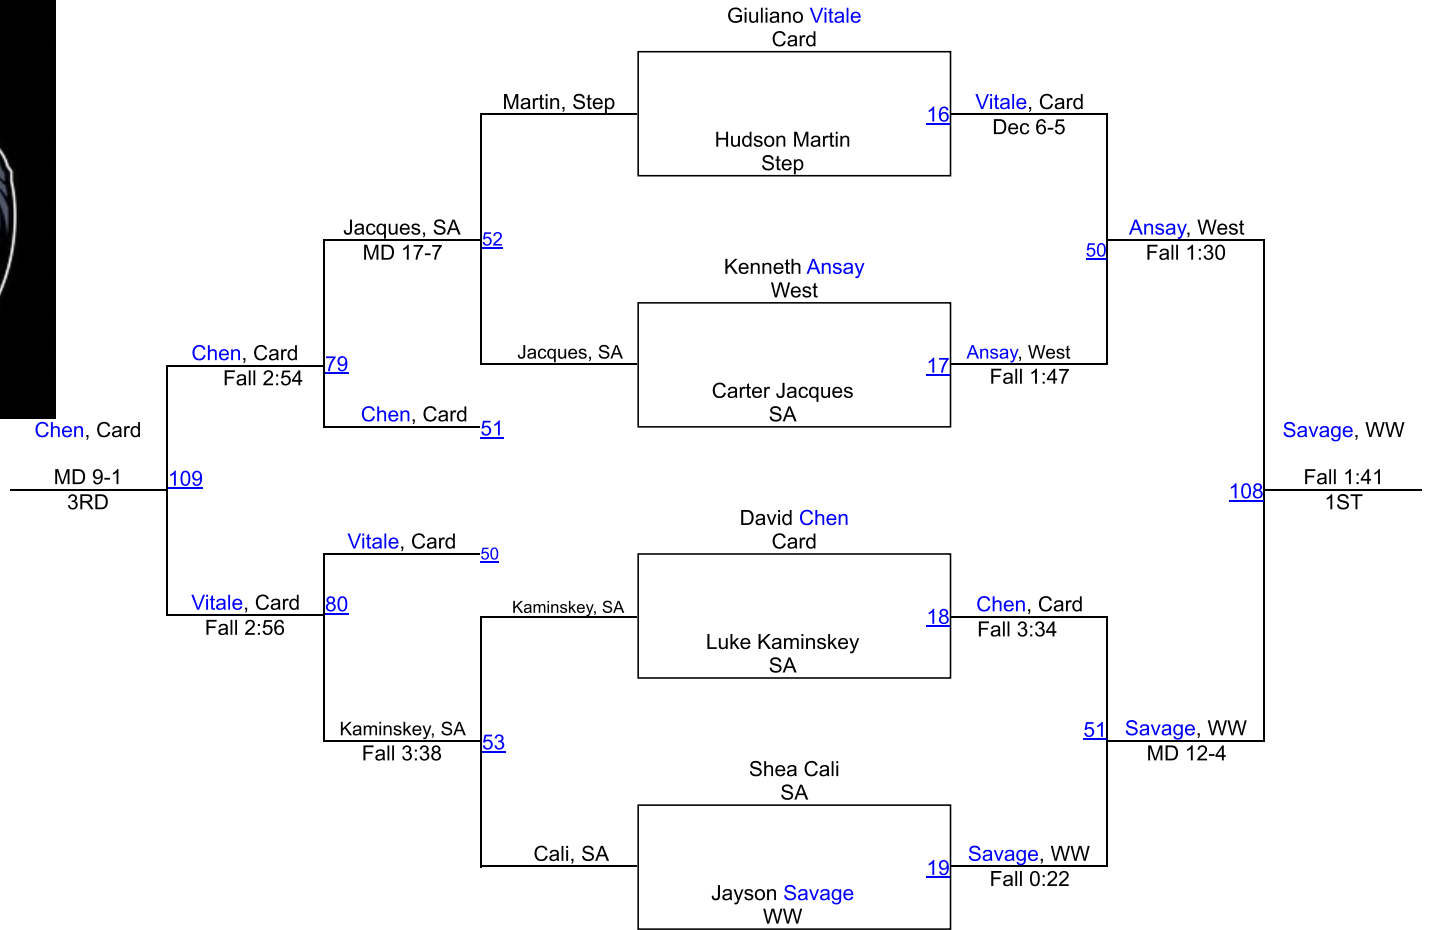 Giuliano Vitale
Card
Martin, Step
16
Vitale, Card
Dec 6-5
Hudson Martin
Step
Jacques, SA
MD 17-7
52
50
Ansay, West
Fall 1:30
Kenneth Ansay
West
Chen, Card
Fall 2:54
79
Jacques, SA
17
Ansay, West
Fall 1:47
Carter Jacques
SA
Chen, Card
51
Chen, Card
MD 9-1
3RD
109
Savage, WW
Fall 1:41
1ST
108
David Chen
Card
Vitale, Card
50
Vitale, Card
Fall 2:56
80
Kaminskey, SA
18
Chen, Card
Fall 3:34
Luke Kaminskey
SA
Kaminskey, SA
Fall 3:38
53
51
Savage, WW
MD 12-4
Shea Cali
SA
Cali, SA
19
Savage, WW
Fall 0:22
Jayson Savage
WW